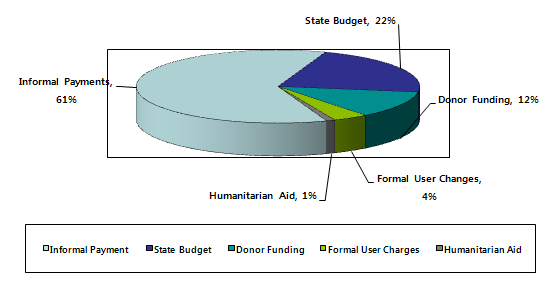 State Budget, 22%
Informal Payments,
61%
Donor Funding, 12%
Formal User Changes,
4%
Humanitarian Aid, 1%
Informal Payment State Budget Donor Funding Formal User Charges Humanitarian Aid